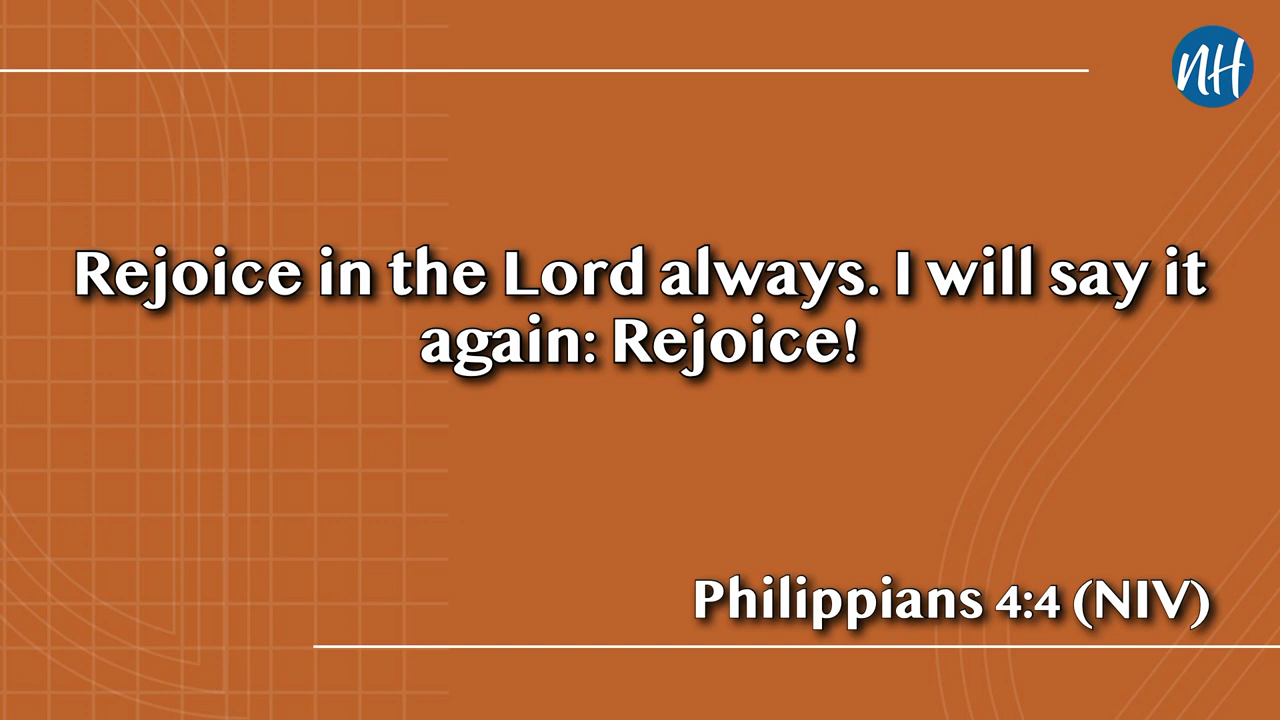 NH
Rejoice in the Lord always. I will say it
again: Rejoice!
Philippians 4:4 (NIV)